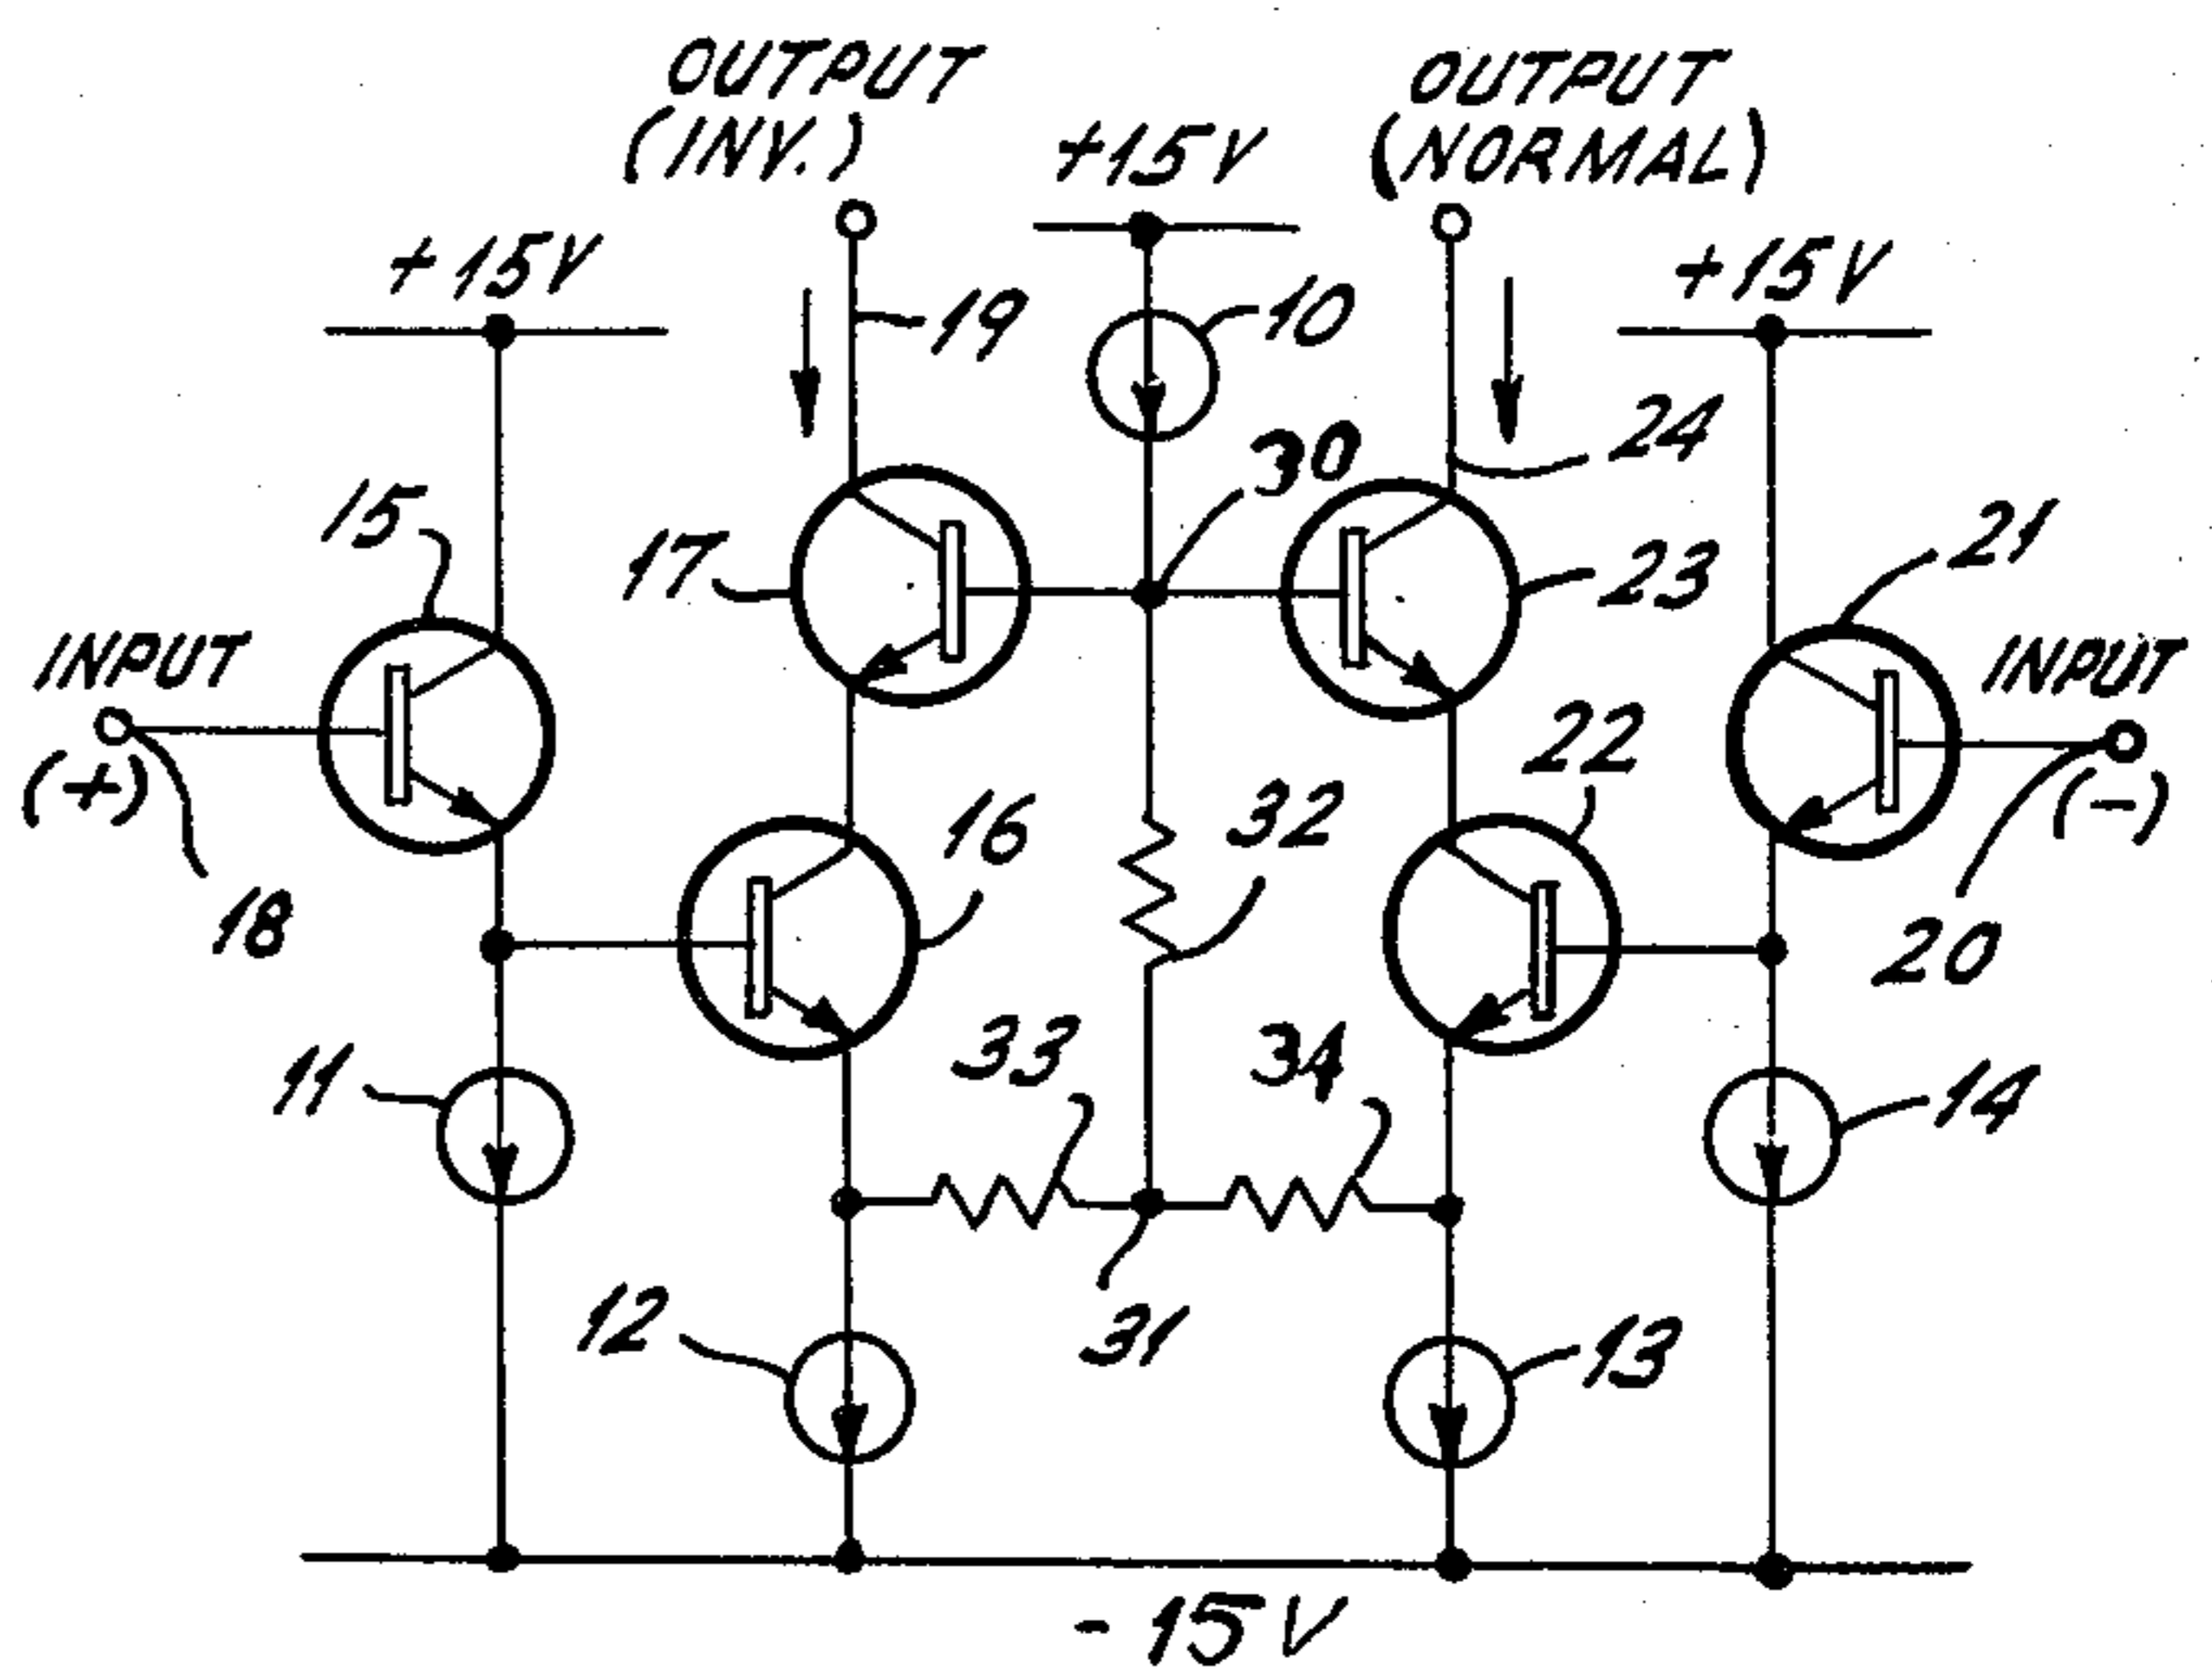 OUTPUT
(INV.)
+15V
OUTPUT
(NORMAL)
+15V
+15V
19
10
24
30
15
17
23
21
INPUT
(+)
INPUT
(-)
22
32
16
18
20
33
34
11
14
12
31
13
-15V